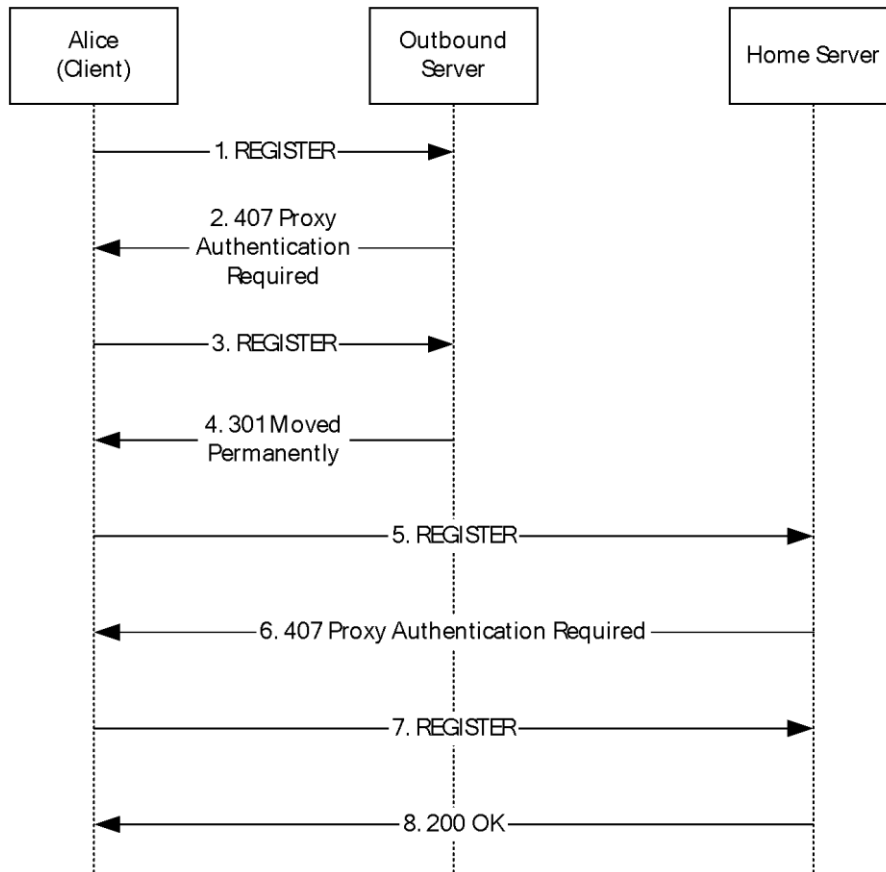 Alice
(Client)
Outbound
Server
Home Server
1. REGISTER
2. 407 Proxy
Authentication
Required
3. REGISTER
4. 301 Moved
Permanently
5. REGISTER
6. 407 Proxy Authentication Required
7. REGISTER
8. 200 OK